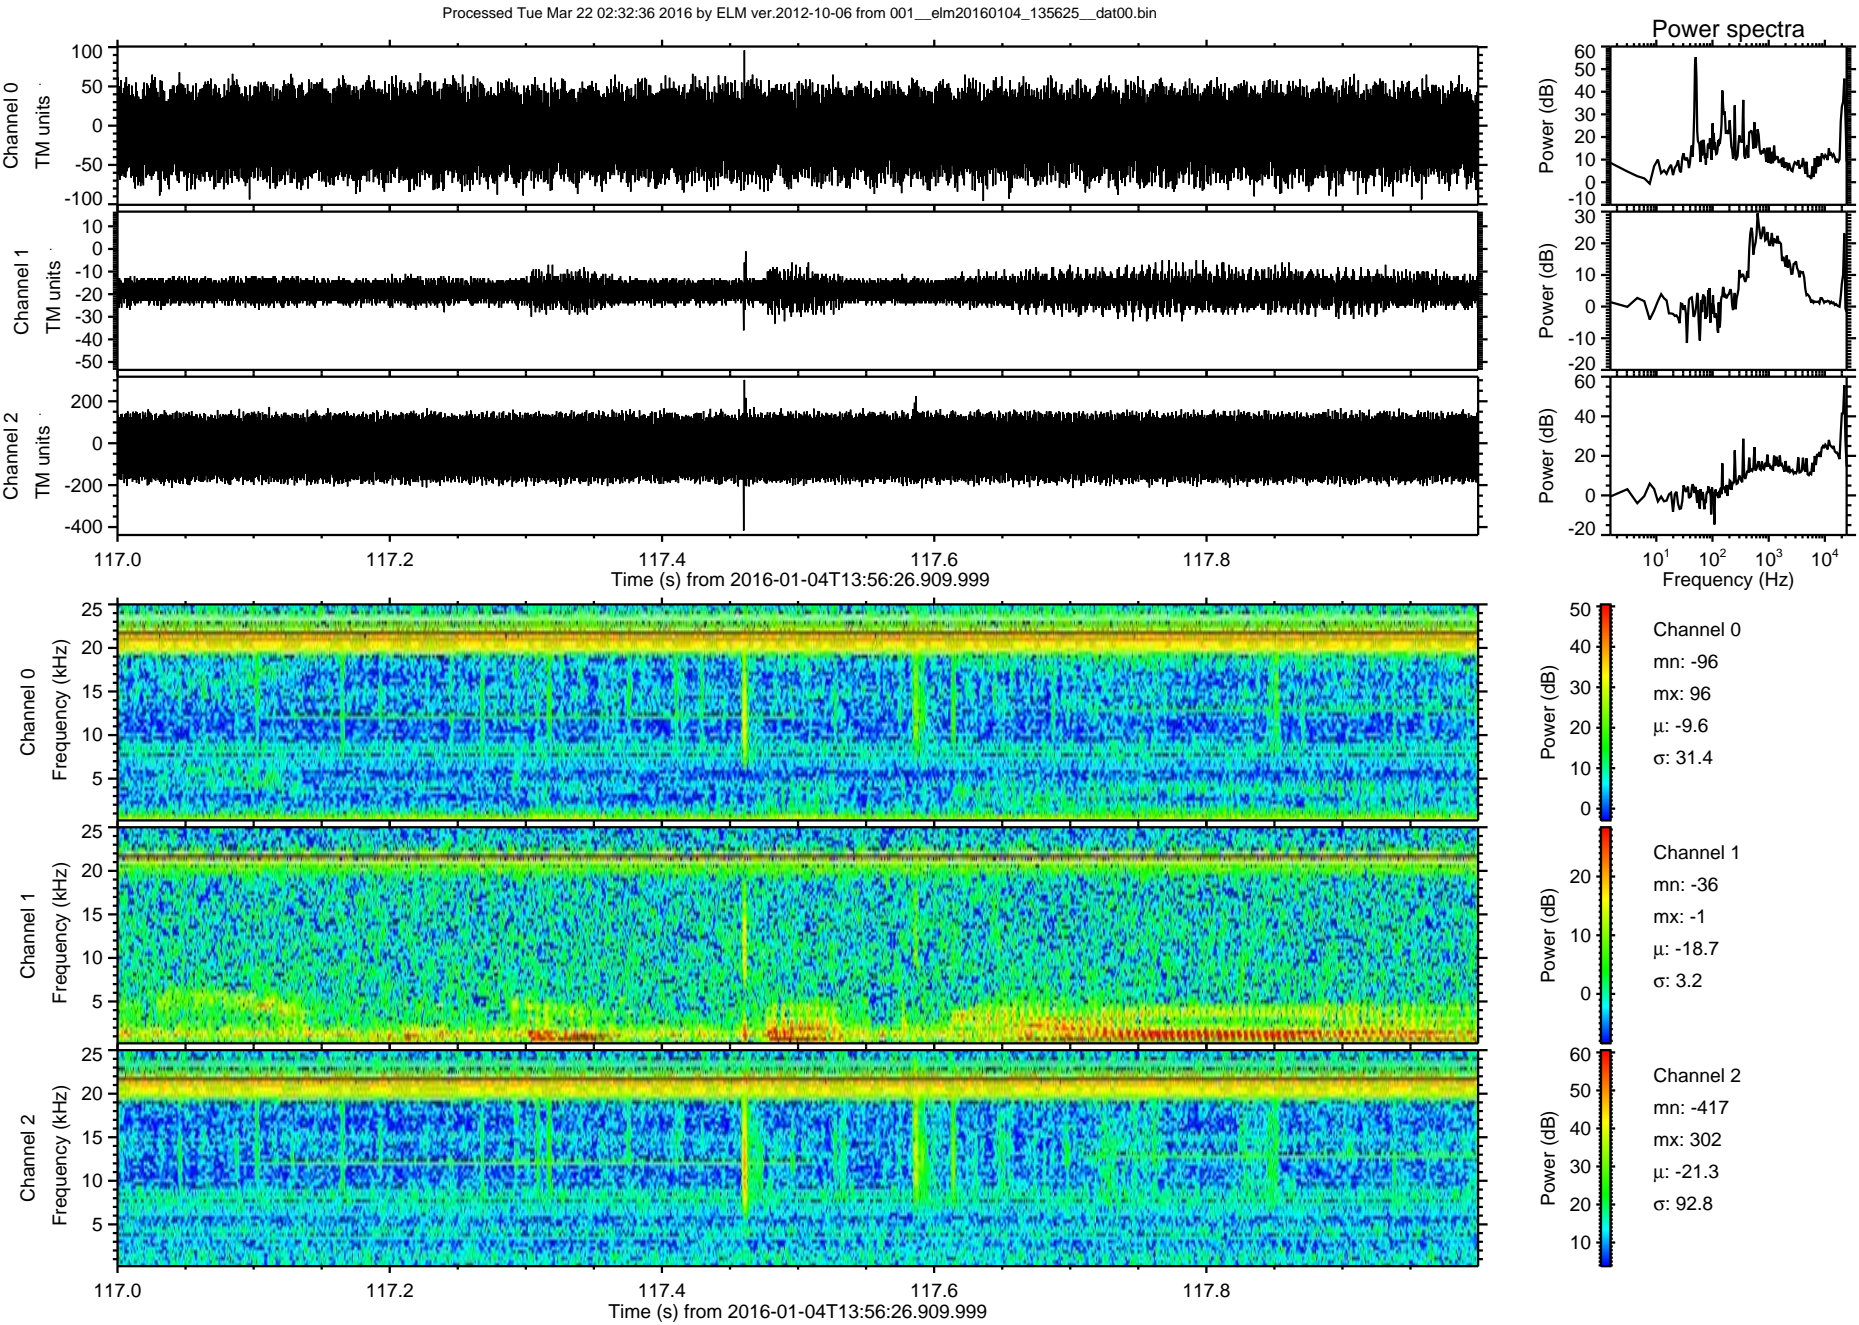 Processed Tue Mar 22 02:32:36 2016 by ELM ver.2012-10-06 from 001__elm20160104_135625__dat00.bin
Power spectra
Channel 0
TM units
100
50
0
-50
-100
Power (dB)
60
50
40
30
20
10
0
-10
Channel 1
TM units
10
0
-10
-20
-30
-40
-50
Power (dB)
30
20
10
0
-10
-20
Channel 2
TM units
200
0
-200
-400
Power (dB)
60
40
20
0
-20
117.0 117.2 117.4 117.6 117.8
Time (s) from 2016-01-04T13:56:26.909.999
10¹ 10² 10³ 10⁴
Frequency (Hz)
Channel 0
Frequency (kHz)
25
20
15
10
5
Power (dB)
50
40
30
20
10
0
Channel 0
mn: -96
mx: 96
μ: -9.6
σ: 31.4
Channel 1
Frequency (kHz)
25
20
15
10
5
Power (dB)
20
10
0
Channel 1
mn: -36
mx: -1
μ: -18.7
σ: 3.2
Channel 2
Frequency (kHz)
25
20
15
10
5
Power (dB)
60
50
40
30
20
10
Channel 2
mn: -417
mx: 302
μ: -21.3
σ: 92.8
117.0 117.2 117.4 117.6 117.8
Time (s) from 2016-01-04T13:56:26.909.999